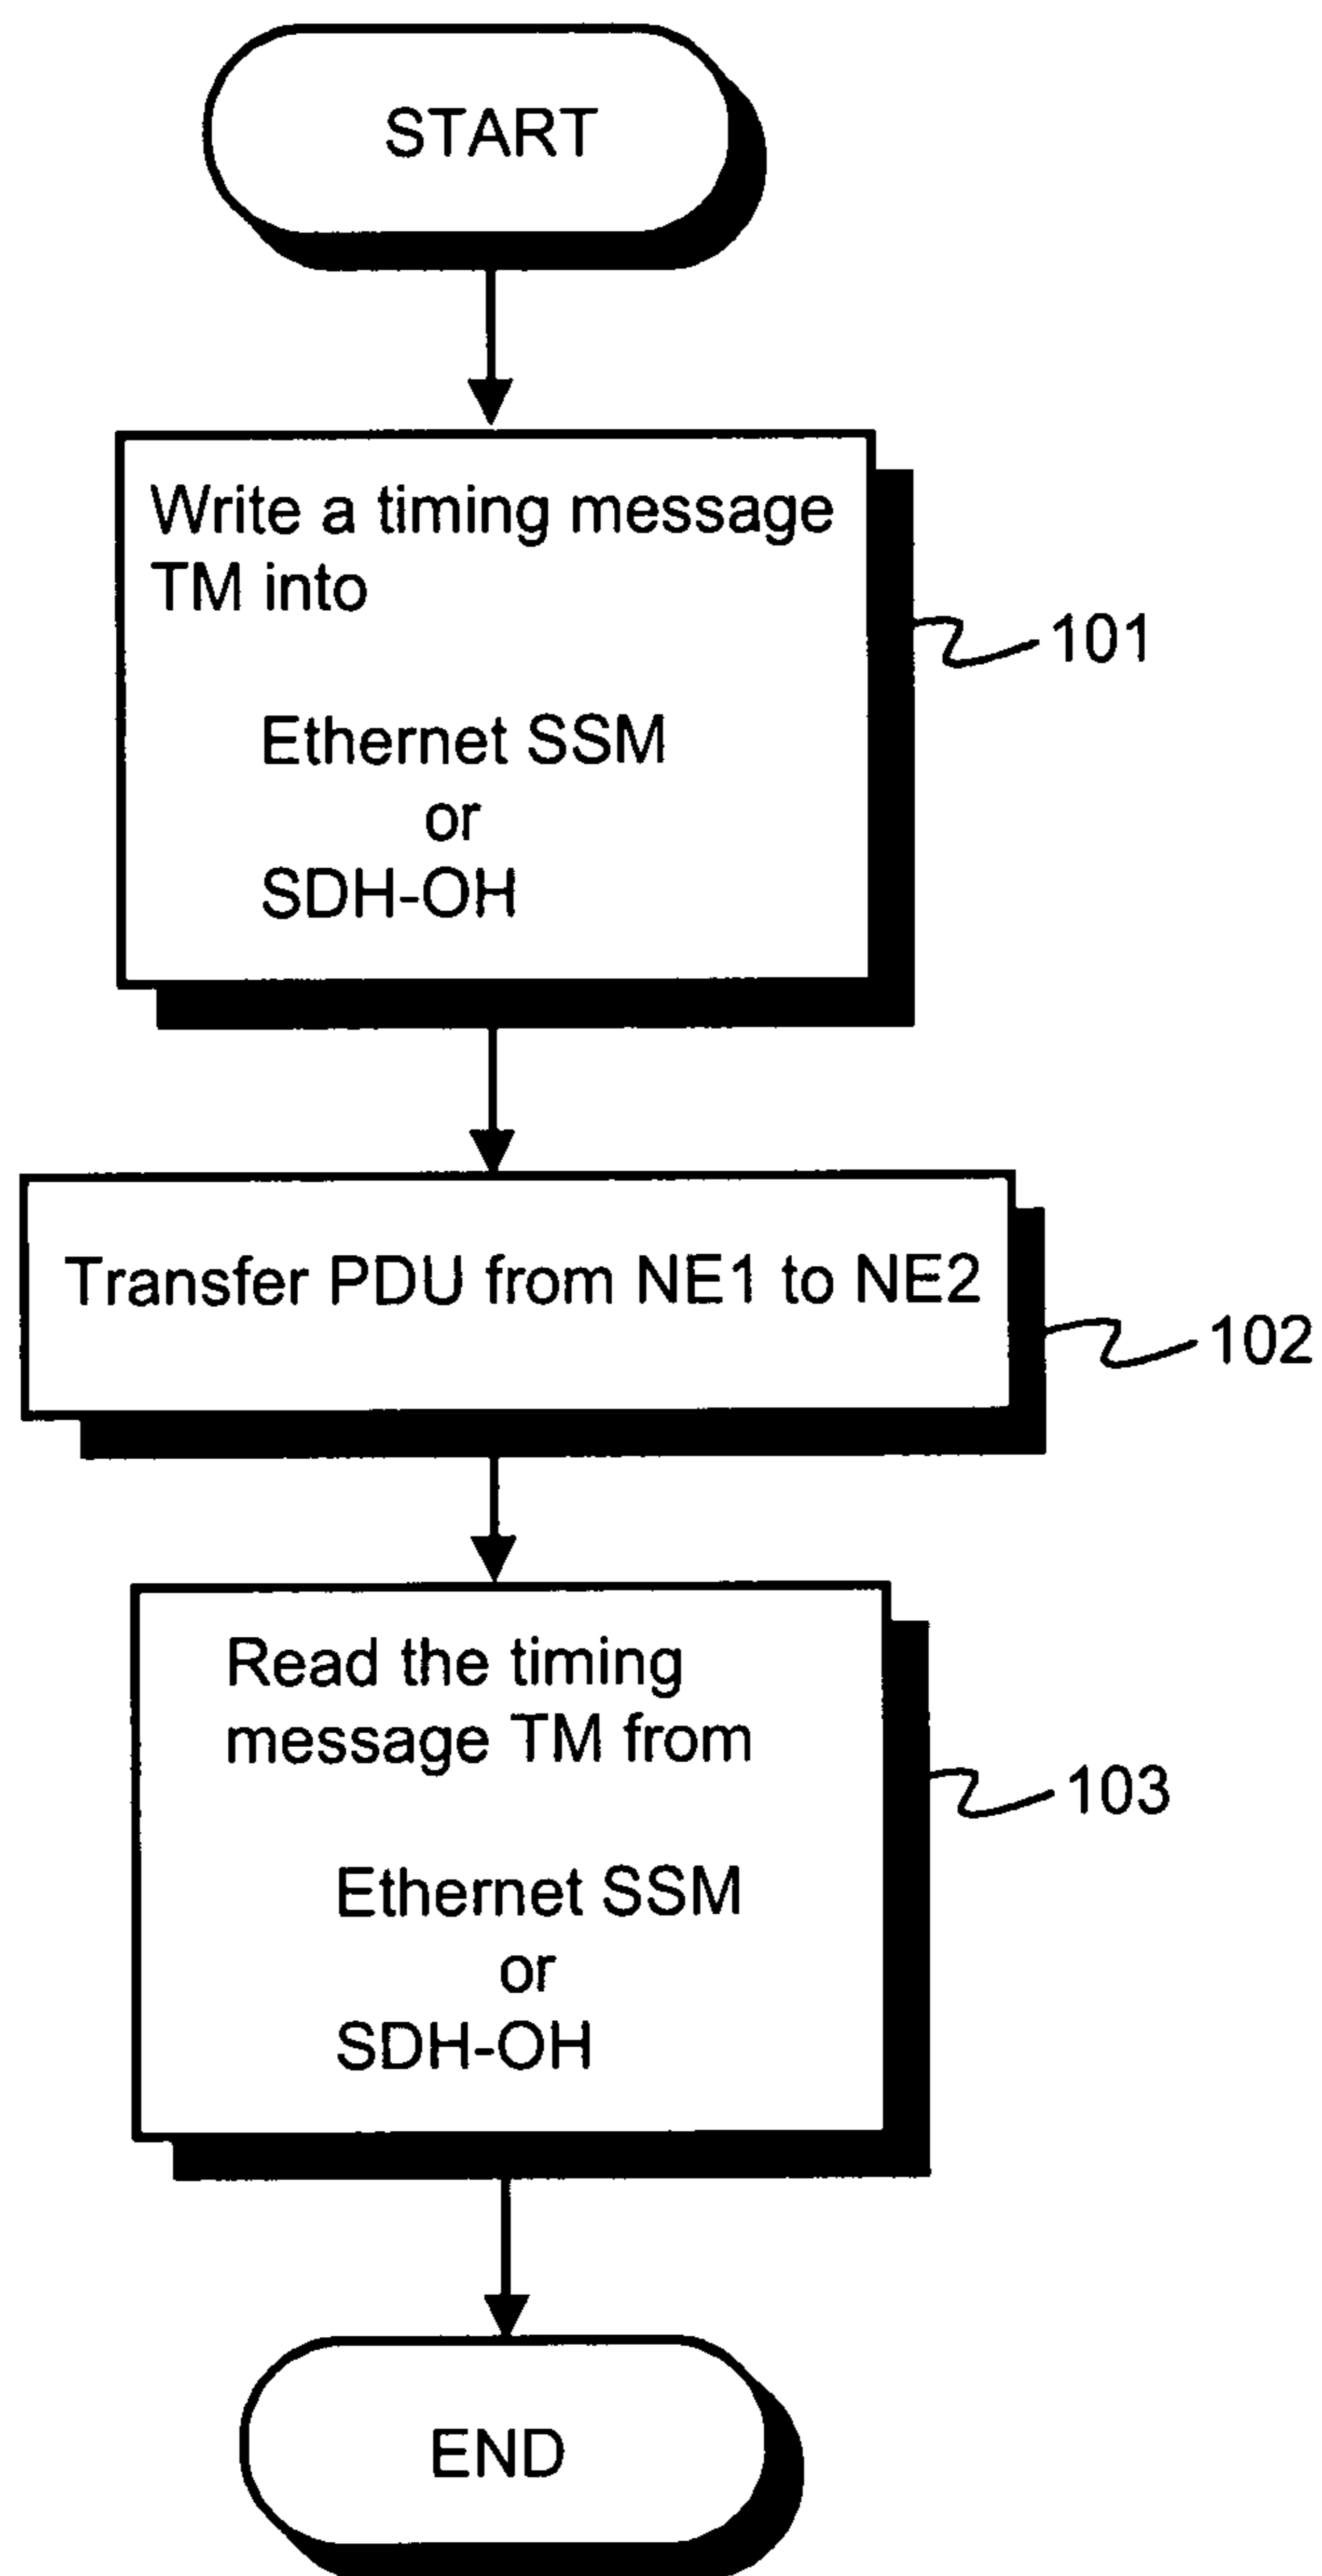 START
Write a timing message
TM into
Ethernet SSM
or
SDH-OH
101
Transfer PDU from NE1 to NE2
102
Read the timing
message TM from
Ethernet SSM
or
SDH-OH
103
END